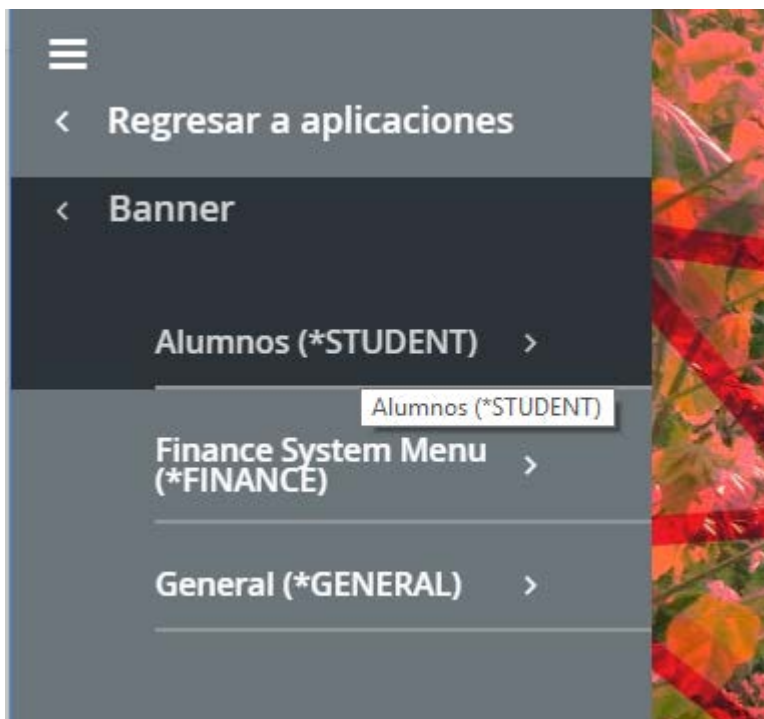 Regresar a aplicaciones
Banner
Alumnos (*STUDENT)
Alumnos (*STUDENT)
Finance System Menu
(*FINANCE)
General (*GENERAL)